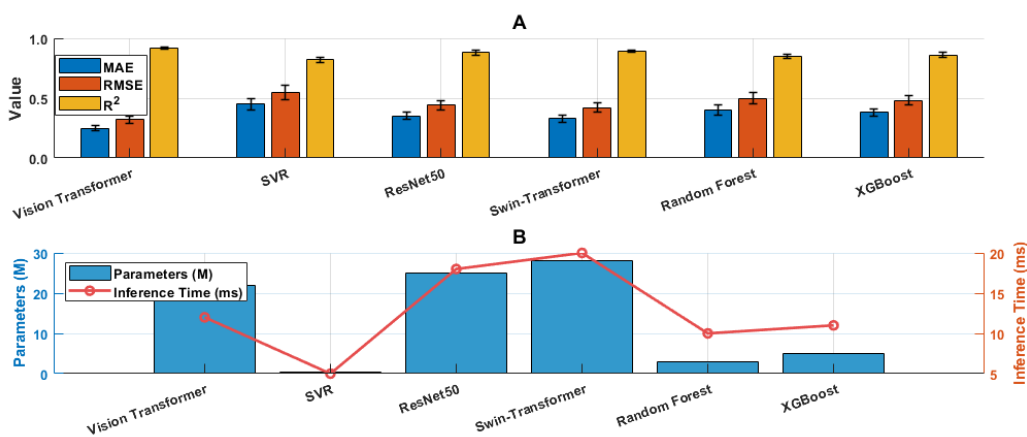 A
Value
1.0
0.5
0.0
MAE
RMSE
R²
Vision Transformer
SVR
ResNet50
Swin-Transformer
Random Forest
XGBoost
B
Parameters (M)
30
20
10
0
Parameters (M)
Inference Time (ms)
20
15
10
5
Inference Time (ms)
Vision Transformer
SVR
ResNet50
Swin-Transformer
Random Forest
XGBoost